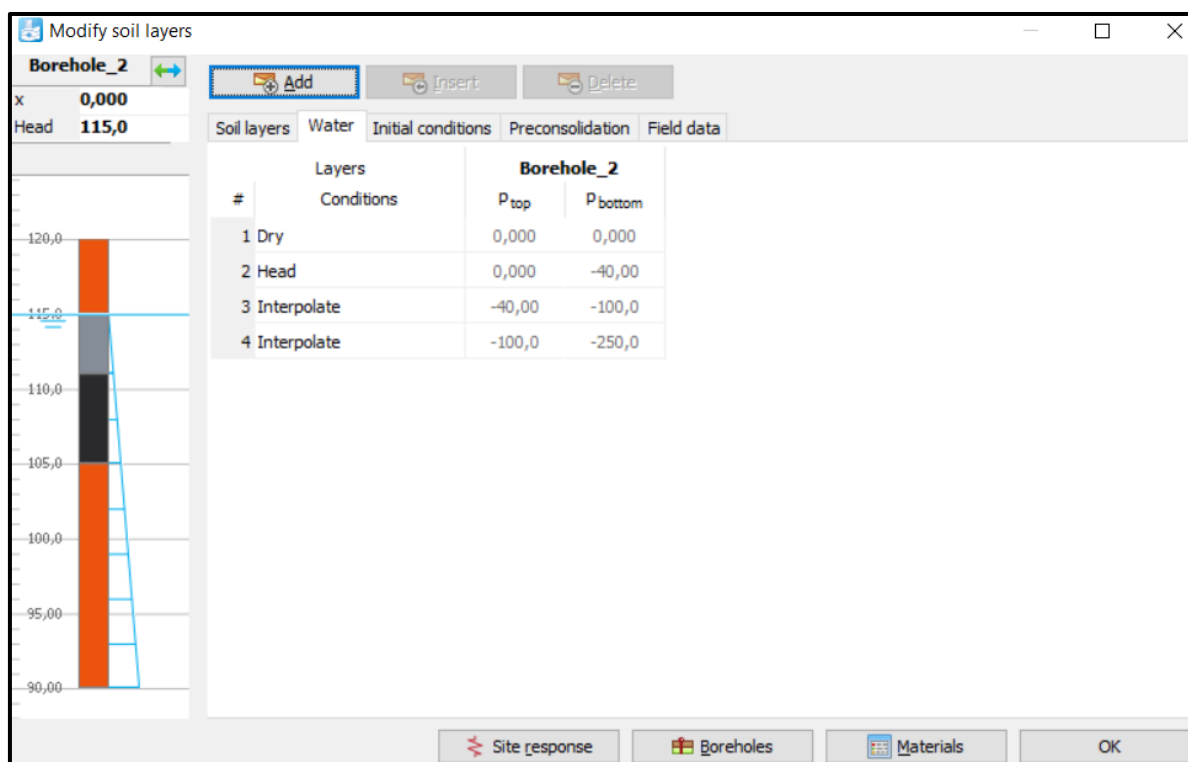 Modify soil layers
Borehole_2
x 0,000
Head 115,0
Add Insert Delete
Soil layers Water Initial conditions Preconsolidation Field data
Layers Borehole_2
# Conditions Ptop Pbottom
1 Dry 0,000 0,000
2 Head 0,000 -40,00
3 Interpolate -40,00 -100,0
4 Interpolate -100,0 -250,0
120,0
115,0
110,0
105,0
100,0
95,00
90,00
Site response Boreholes Materials OK